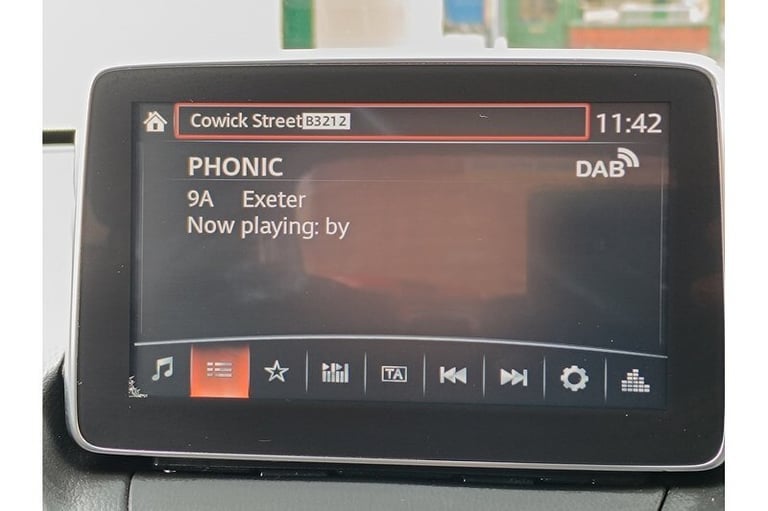 Cowick Street B3212 11:42
PHONIC DAB
9A Exeter
Now playing: by
TA